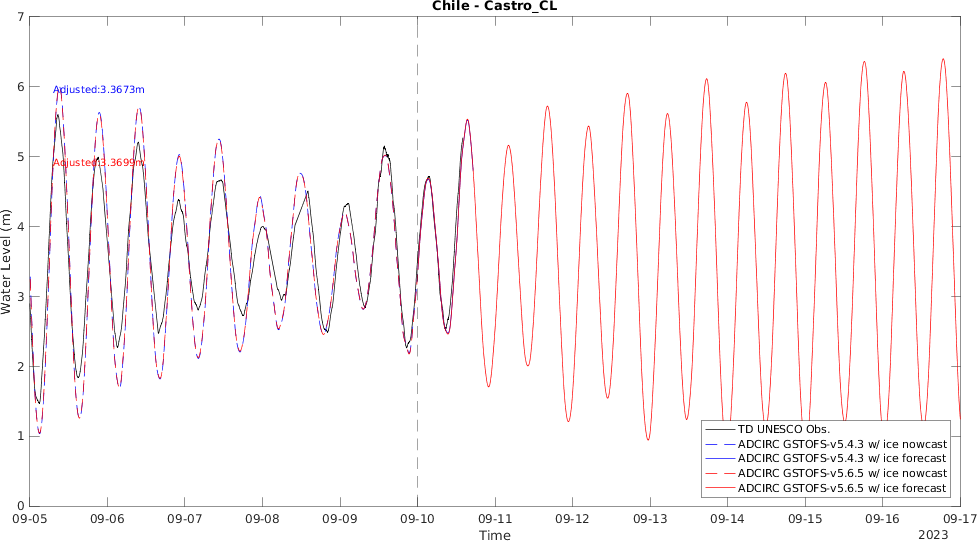 Chile - Castro_CL
7
6
5
4
3
2
1
0
Water Level (m)
Adjusted:3.3673m
Adjusted:3.3699m
TD UNESCO Obs.
ADCIRC GSTOFS-v5.4.3 w/ ice nowcast
ADCIRC GSTOFS-v5.4.3 w/ ice forecast
ADCIRC GSTOFS-v5.6.5 w/ ice nowcast
ADCIRC GSTOFS-v5.6.5 w/ ice forecast
09-05 09-06 09-07 09-08 09-09 09-10 09-11 09-12 09-13 09-14 09-15 09-16 09-17
Time
2023